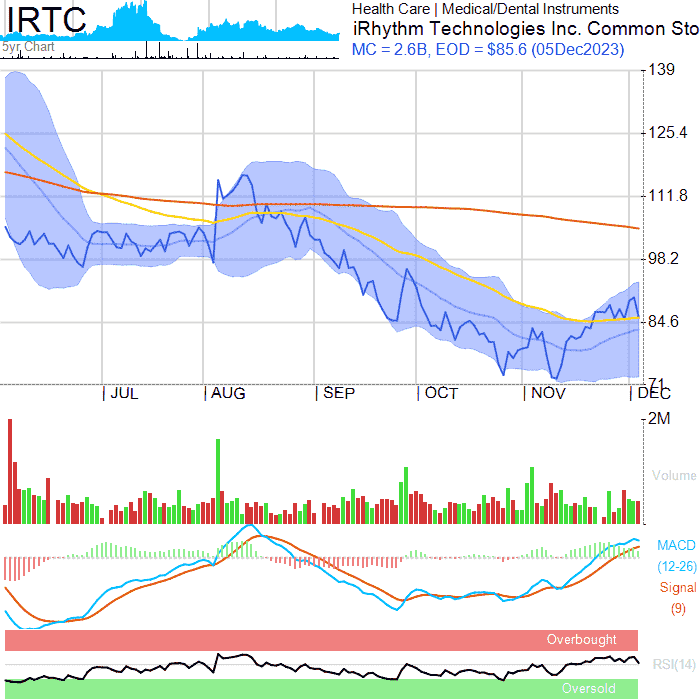 IRTC
5yr. Chart
Health Care | Medical/Dental Instruments
iRhythm Technologies Inc. Common Sto
MC = 2.6B, EOD = $85.6 (05Dec2023)
139
125.4
111.8
98.2
84.6
71
JUL
AUG
SEP
OCT
NOV
DEC
2M
Volume
MACD
(12-26)
Signal
(9)
Overbought
RSI(14)
Oversold